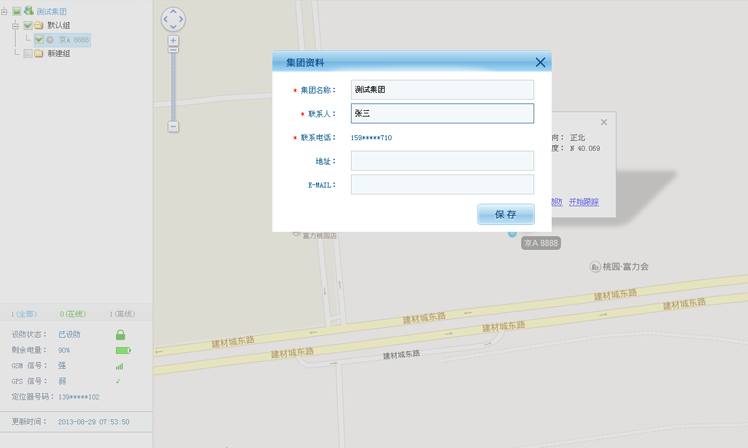 测试集团
默认组
京A 8888
新建组
集团资料
* 集团名称：
测试集团
* 联系人：
张三
* 联系电话：
159*****710
地址：
E-MAIL：
保存
向： 正北
度： N 40.069
开始跟踪
京A 8888
富力桃园店
桃园·富力会
建材城东路
建材城东路
建材城东路
建材城东路
建材城东路
建材城东路
建材城东路
1(全部)
0(在线)
1(离线)
设防状态： 已设防
剩余电量： 90%
GSM 信号： 强
GPS 信号： 弱
定位器号码： 139*****102
更新时间： 2013-08-29 07:53:50